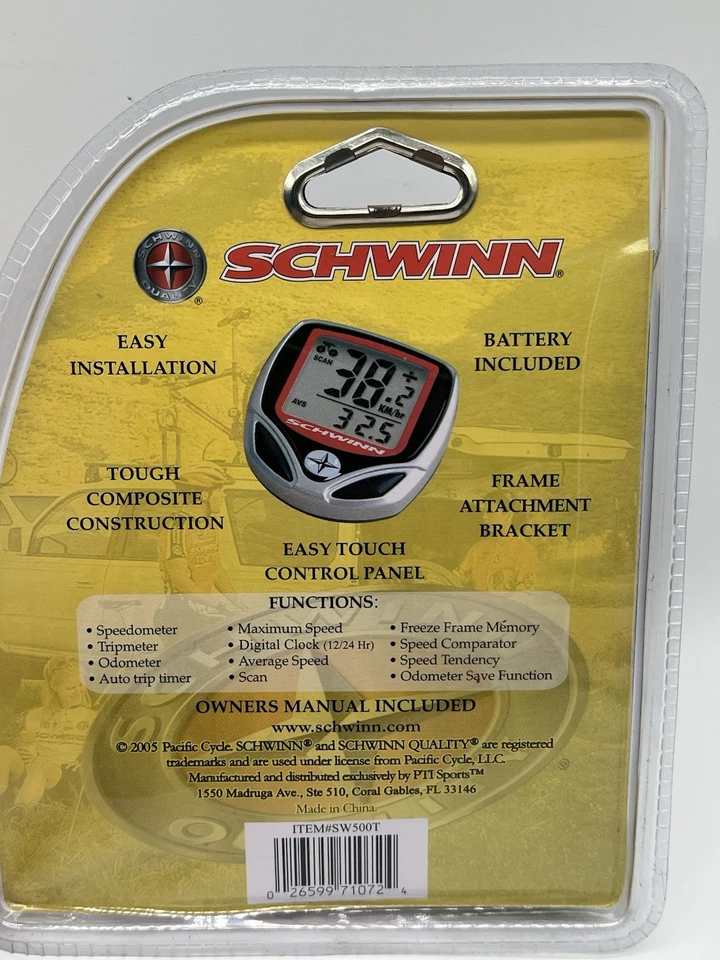 SCHWINN
QUALITY
®
SCHWINN®
EASY
INSTALLATION
BATTERY
INCLUDED
SCAN
38.2
KM/hr
AVS
32.5
SCHWINN
TOUGH
COMPOSITE
CONSTRUCTION
FRAME
ATTACHMENT
BRACKET
EASY TOUCH
CONTROL PANEL
FUNCTIONS:
• Speedometer
• Tripmeter
• Odometer
• Auto trip timer
• Maximum Speed
• Digital Clock (12/24 Hr)
• Average Speed
• Scan
• Freeze Frame Memory
• Speed Comparator
• Speed Tendency
• Odometer Save Function
OWNERS MANUAL INCLUDED
www.schwinn.com
© 2005 Pacific Cycle. SCHWINN® and SCHWINN QUALITY® are registered
trademarks and are used under license from Pacific Cycle, LLC.
Manufactured and distributed exclusively by PTI Sports™
1550 Madruga Ave., Ste 510, Coral Gables, FL 33146
Made in China.
ITEM#SW500T
0 26599 71072 4